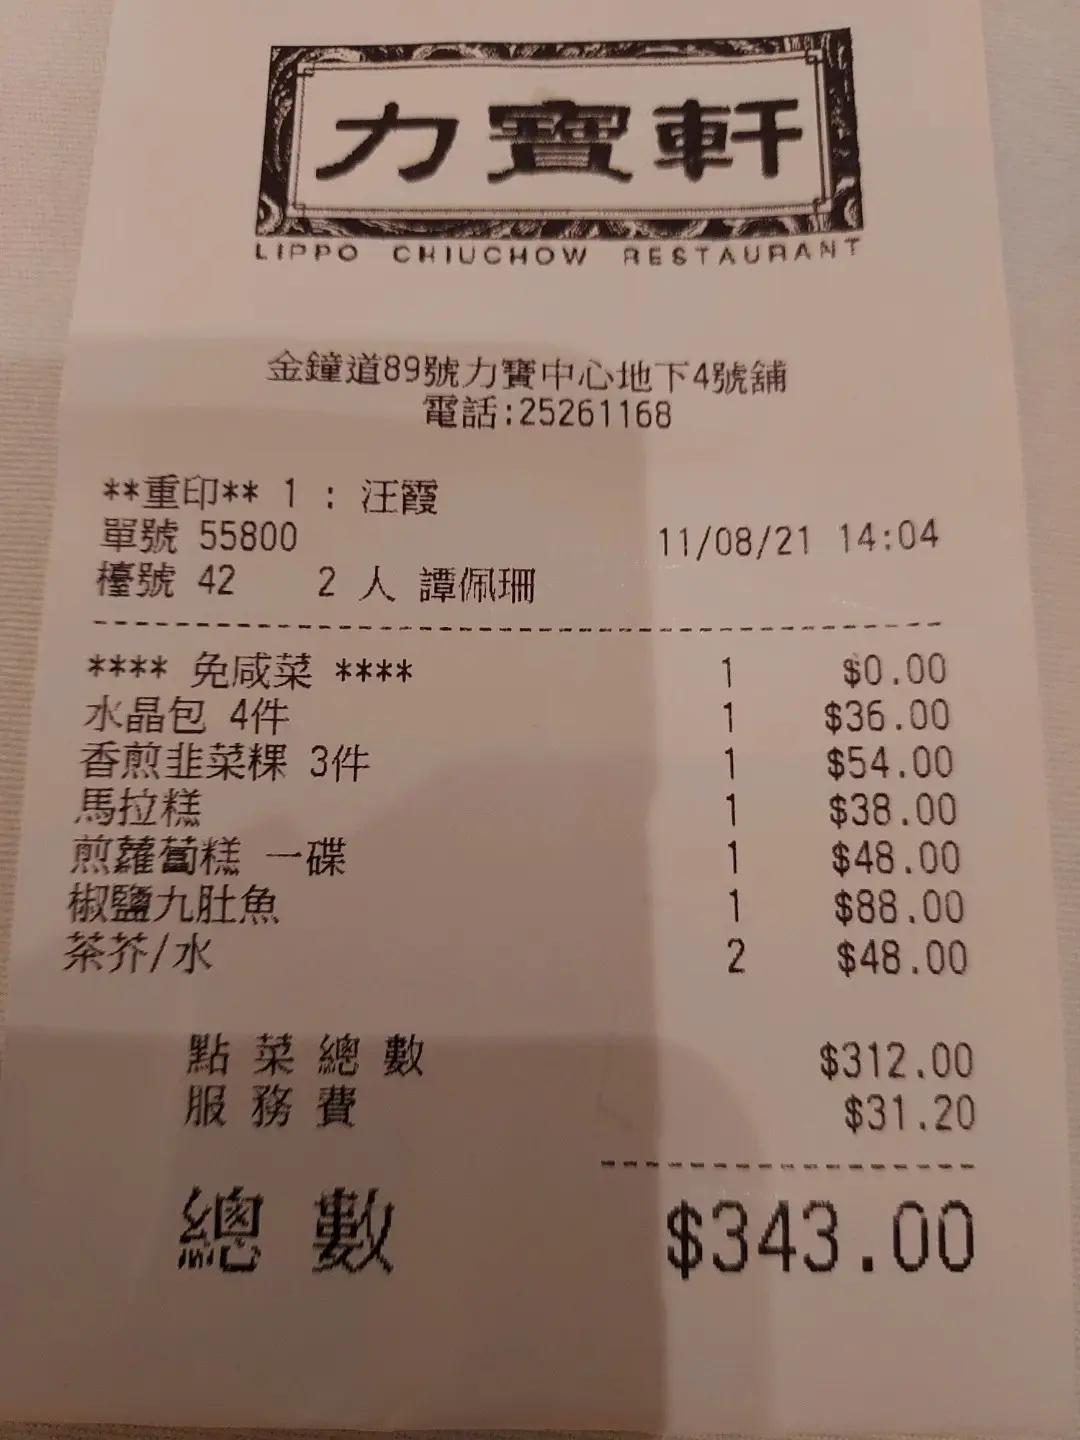 力寶軒
LIPPO CHIUCHOW RESTAURANT
金鐘道89號力寶中心地下4號舖
電話:25261168
**重印** 1 : 汪霞
單號 55800 11/08/21 14:04
檯號 42 2 人 譚佩珊
**** 免咸菜 **** 1 $0.00
水晶包 4件 1 $36.00
香煎韭菜粿 3件 1 $54.00
馬拉糕 1 $38.00
煎蘿蔔糕 一碟 1 $48.00
椒鹽九肚魚 1 $88.00
茶芥/水 2 $48.00
點 菜 總 數 $312.00
服 務 費 $31.20
總 數 $343.00